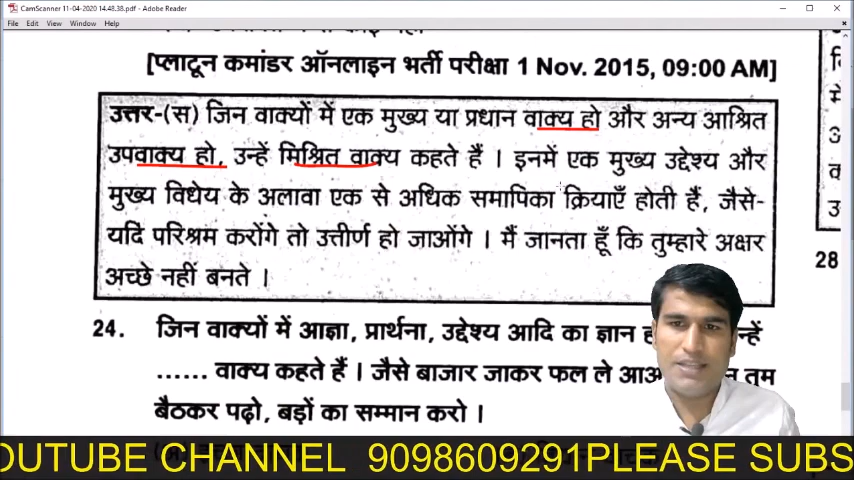 CamScanner 11-04-2020 14.48.38.pdf - Adobe Reader
File Edit View Window Help
[प्लाटून कमांडर ऑनलाइन भर्ती परीक्षा 1 Nov. 2015, 09:00 AM]
उत्तर-(स) जिन वाक्यों में एक मुख्य या प्रधान वाक्य हो और अन्य आश्रित
उपवाक्य हो, उन्हें मिश्रित वाक्य कहते हैं । इनमें एक मुख्य उद्देश्य और
मुख्य विधेय के अलावा एक से अधिक समापिका क्रियाएँ होती हैं, जैसे-
यदि परिश्रम करोंगे तो उत्तीर्ण हो जाओंगे । मैं जानता हूँ कि तुम्हारे अक्षर
अच्छे नहीं बनते ।
28
24. जिन वाक्यों में आज्ञा, प्रार्थना, उद्देश्य आदि का ज्ञान
...... वाक्य कहते हैं । जैसे बाजार जाकर फल ले तुम
बैठकर पढ़ो, बड़ों का सम्मान करो ।
OUTUBE CHANNEL 9098609291PLEASE SUBS